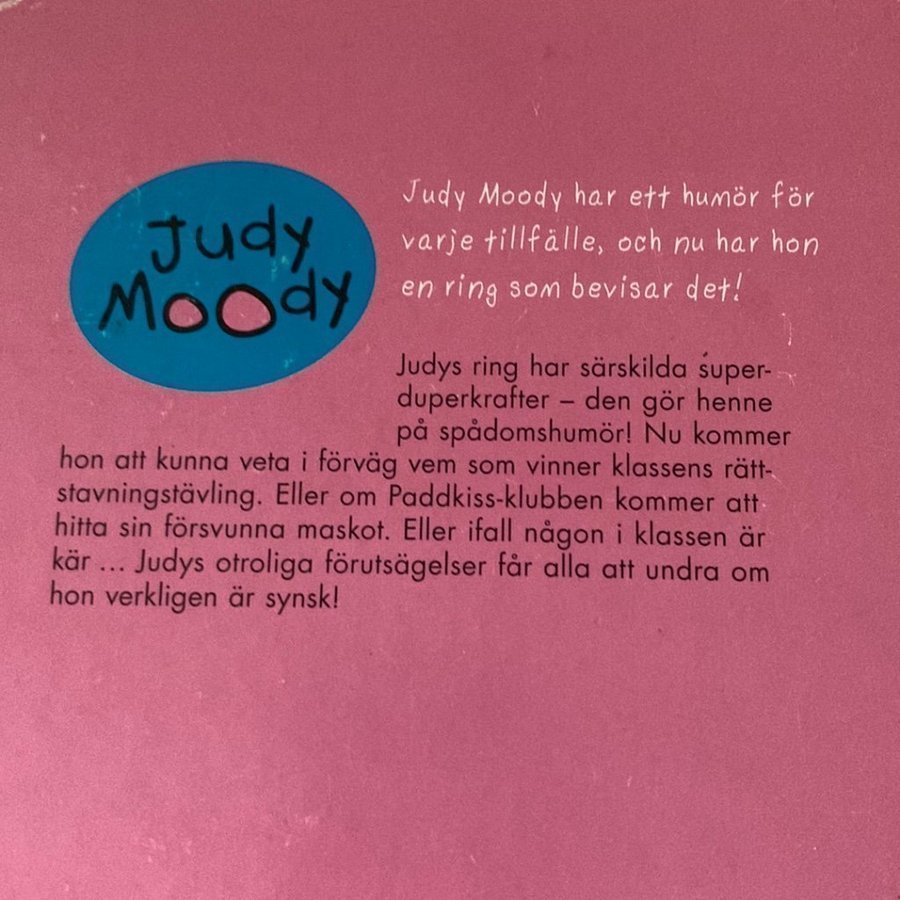 Judy
Moody
Judy Moody har ett humör för
varje tillfälle, och nu har hon
en ring som bevisar det!
Judys ring har särskilda super-
duperkrafter – den gör henne
på spådomshumör! Nu kommer
hon att kunna veta i förväg vem som vinner klassens rätt-
stavningstävling. Eller om Paddkiss-klubben kommer att
hitta sin försvunna maskot. Eller ifall någon i klassen är
kär ... Judys otroliga förutsägelser får alla att undra om
hon verkligen är synsk!